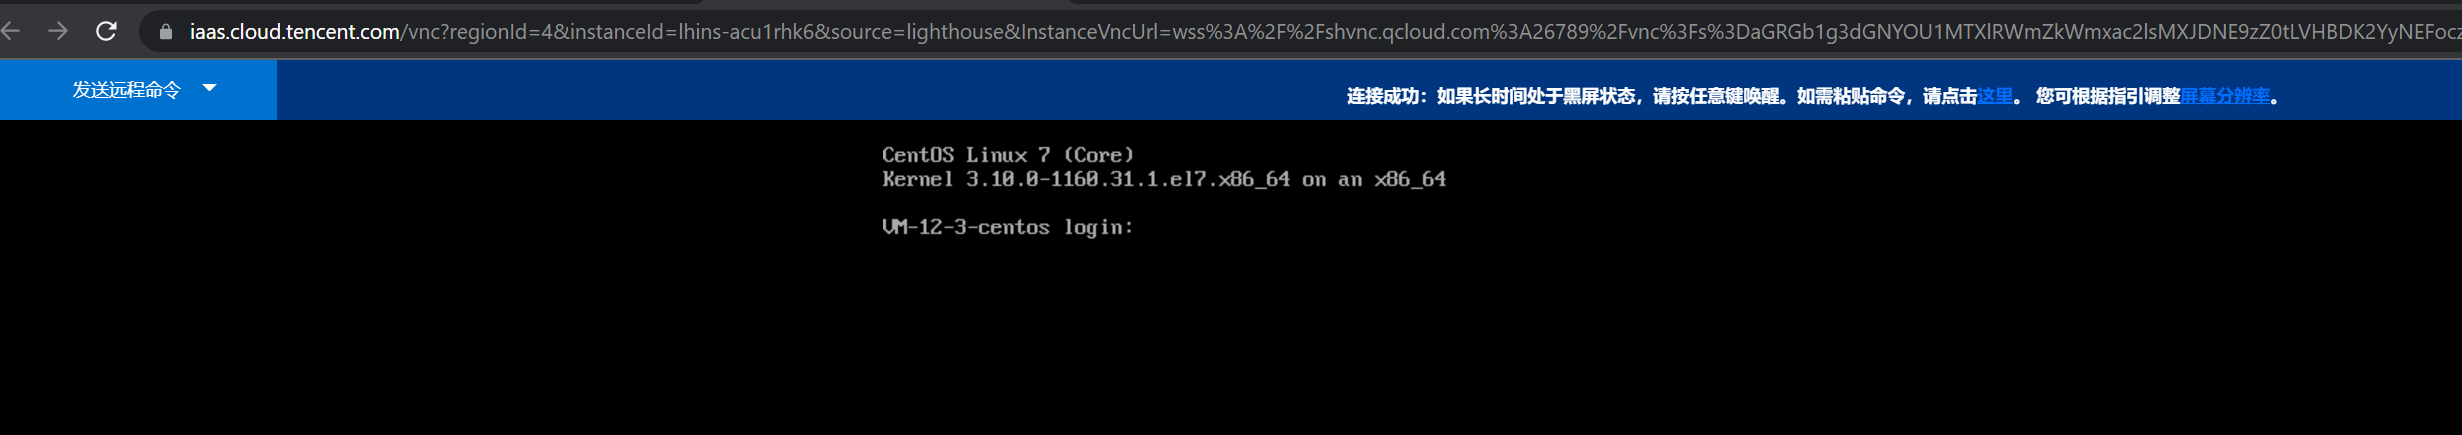 iaas.cloud.tencent.com/vnc?regionId=4&instanceId=lhins-acu1rhk6&source=lighthouse&InstanceVncUrl=wss%3A%2F%2Fshvnc.qcloud.com%3A26789%2Fvnc%3Fs%3DaGRGb1g3dGNYOU1MTXlRWmZkWmxac2lsMXJDNE9zZ0tLVHBDK2YyNEFocz
发送远程命令
连接成功：如果长时间处于黑屏状态，请按任意键唤醒。如需粘贴命令，请点击这里。 您可根据指引调整屏幕分辨率。
CentOS Linux 7 (Core)
Kernel 3.10.0-1160.31.1.el7.x86_64 on an x86_64
VM-12-3-centos login: